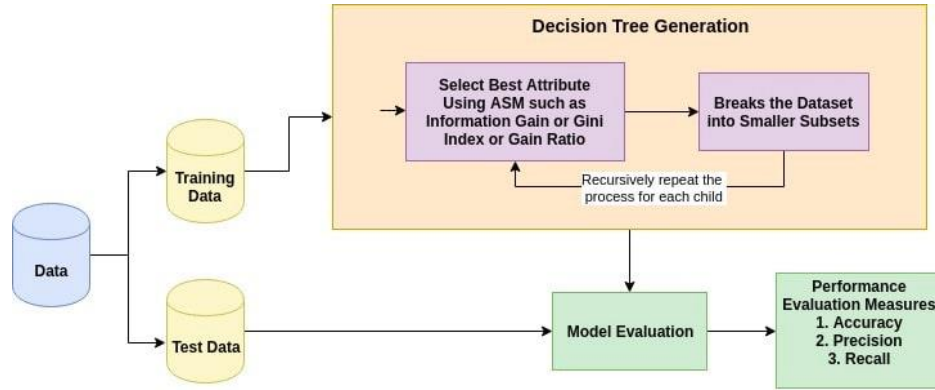 Decision Tree Generation
Select Best Attribute
Using ASM such as
Information Gain or Gini
Index or Gain Ratio
Breaks the Dataset
into Smaller Subsets
Recursively repeat the
process for each child
Training
Data
Data
Test Data
Model Evaluation
Performance
Evaluation Measures
1. Accuracy
2. Precision
3. Recall